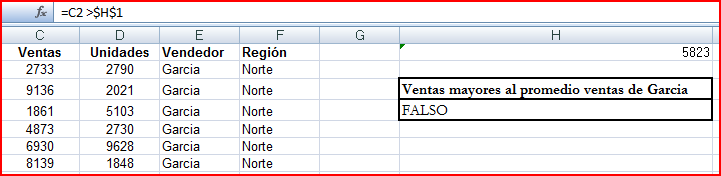 fx =C2 >$H$1
C D E F G H
Ventas Unidades Vendedor Región 5823
2733 2790 Garcia Norte
9136 2021 Garcia Norte Ventas mayores al promedio ventas de Garcia
1861 5103 Garcia Norte FALSO
4873 2730 Garcia Norte
6930 9628 Garcia Norte
8139 1848 Garcia Norte